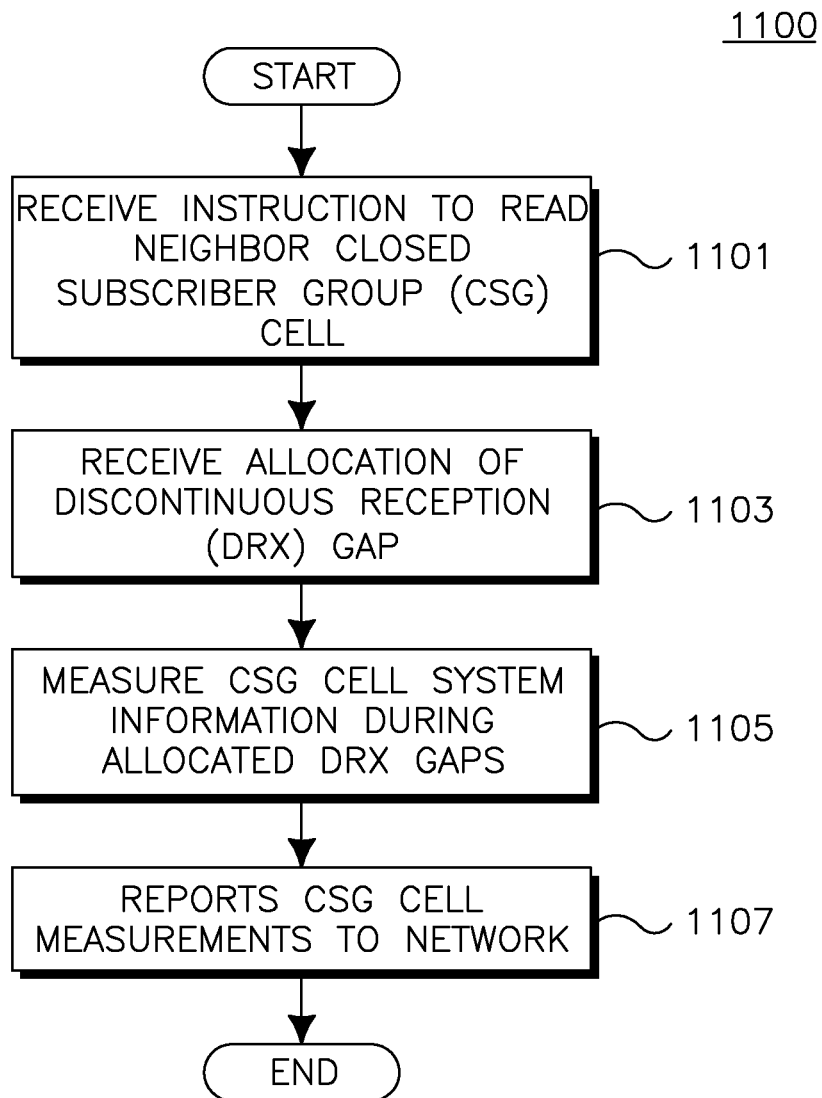 1100
START
RECEIVE INSTRUCTION TO READ
NEIGHBOR CLOSED
SUBSCRIBER GROUP (CSG)
CELL
1101
RECEIVE ALLOCATION OF
DISCONTINUOUS RECEPTION
(DRX) GAP
1103
MEASURE CSG CELL SYSTEM
INFORMATION DURING
ALLOCATED DRX GAPS
1105
REPORTS CSG CELL
MEASUREMENTS TO NETWORK
1107
END